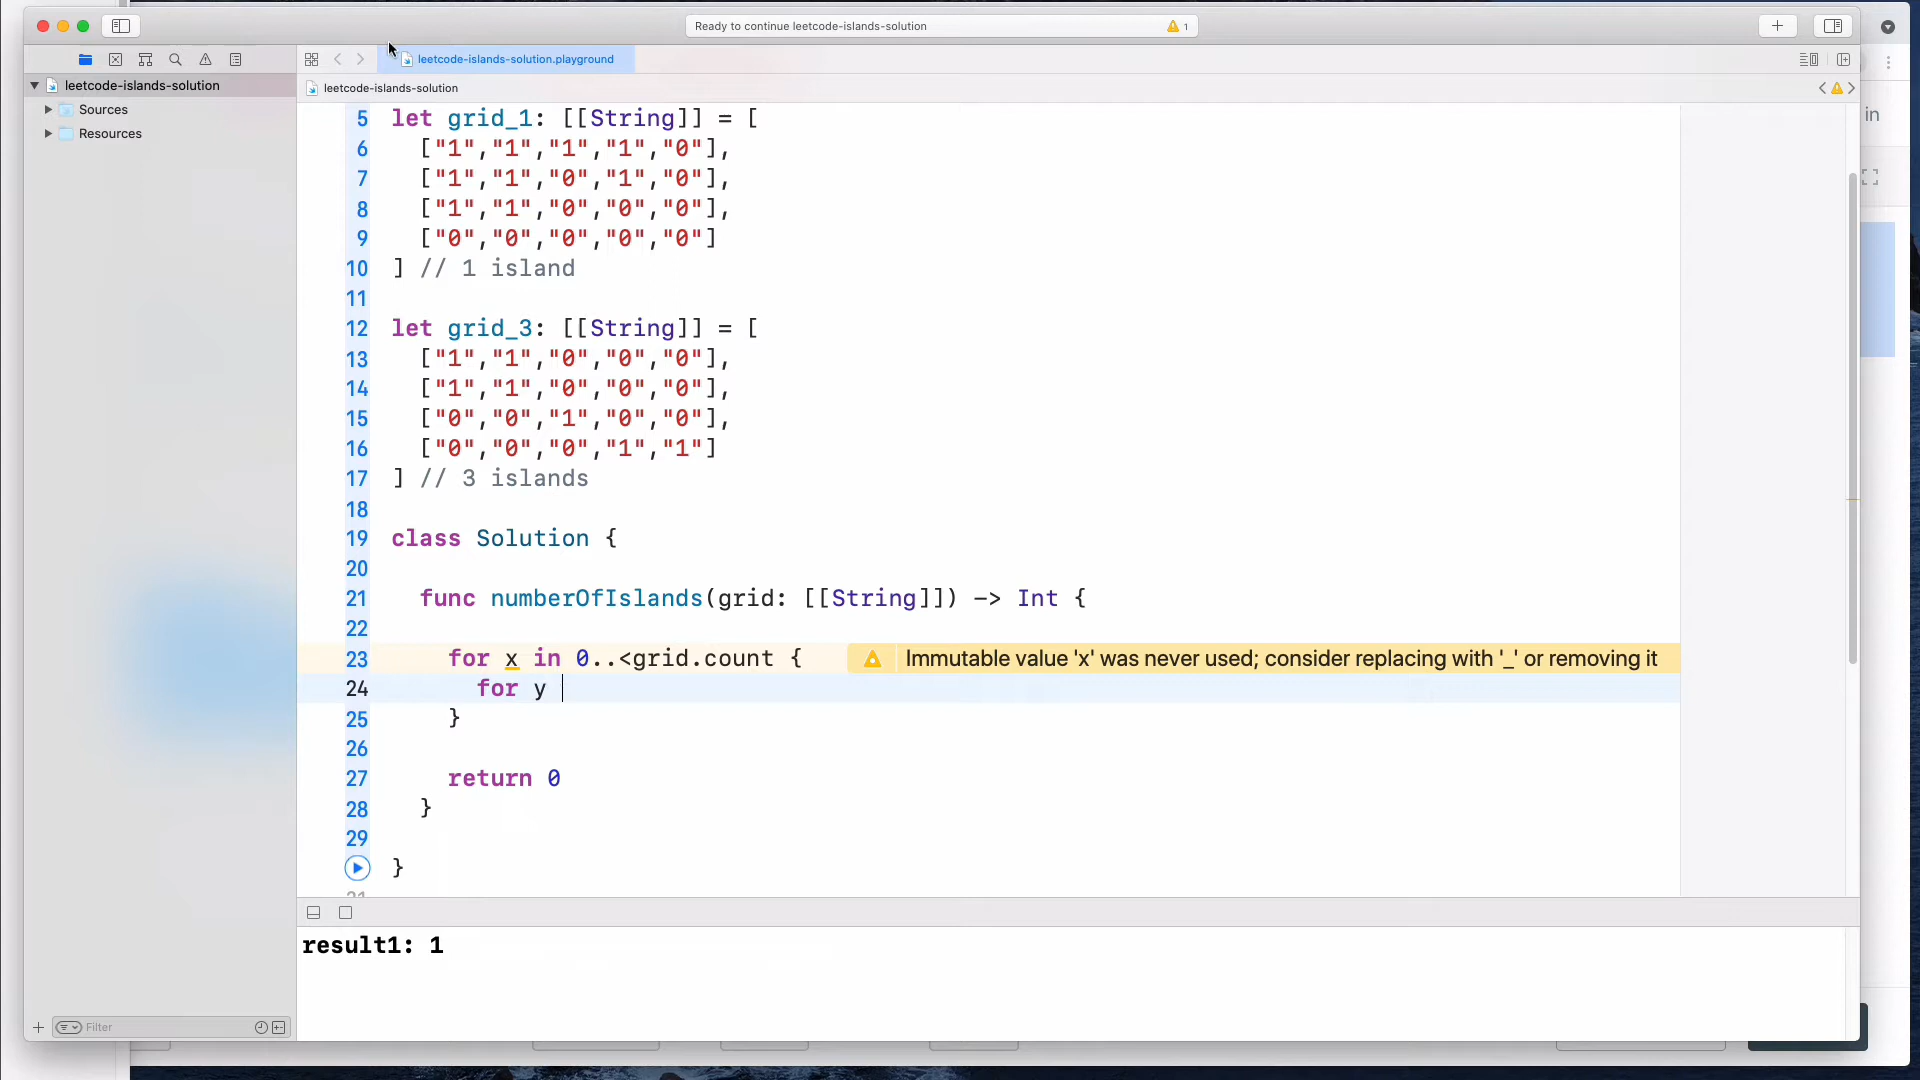 Ready to continue leetcode-islands-solution
1
leetcode-islands-solution.playground
leetcode-islands-solution
leetcode-islands-solution
Sources
Resources
in
5 let grid_1: [[String]] = [
6 ["1","1","1","1","0"],
7 ["1","1","0","1","0"],
8 ["1","1","0","0","0"],
9 ["0","0","0","0","0"]
10 ] // 1 island
11
12 let grid_3: [[String]] = [
13 ["1","1","0","0","0"],
14 ["1","1","0","0","0"],
15 ["0","0","1","0","0"],
16 ["0","0","0","1","1"]
17 ] // 3 islands
18
19 class Solution {
20
21 func numberOfIslands(grid: [[String]]) -> Int {
22
23 for x in 0..<grid.count { Immutable value 'x' was never used; consider replacing with '_' or removing it
24 for y
25 }
26
27 return 0
28 }
29
}
result1: 1
Filter